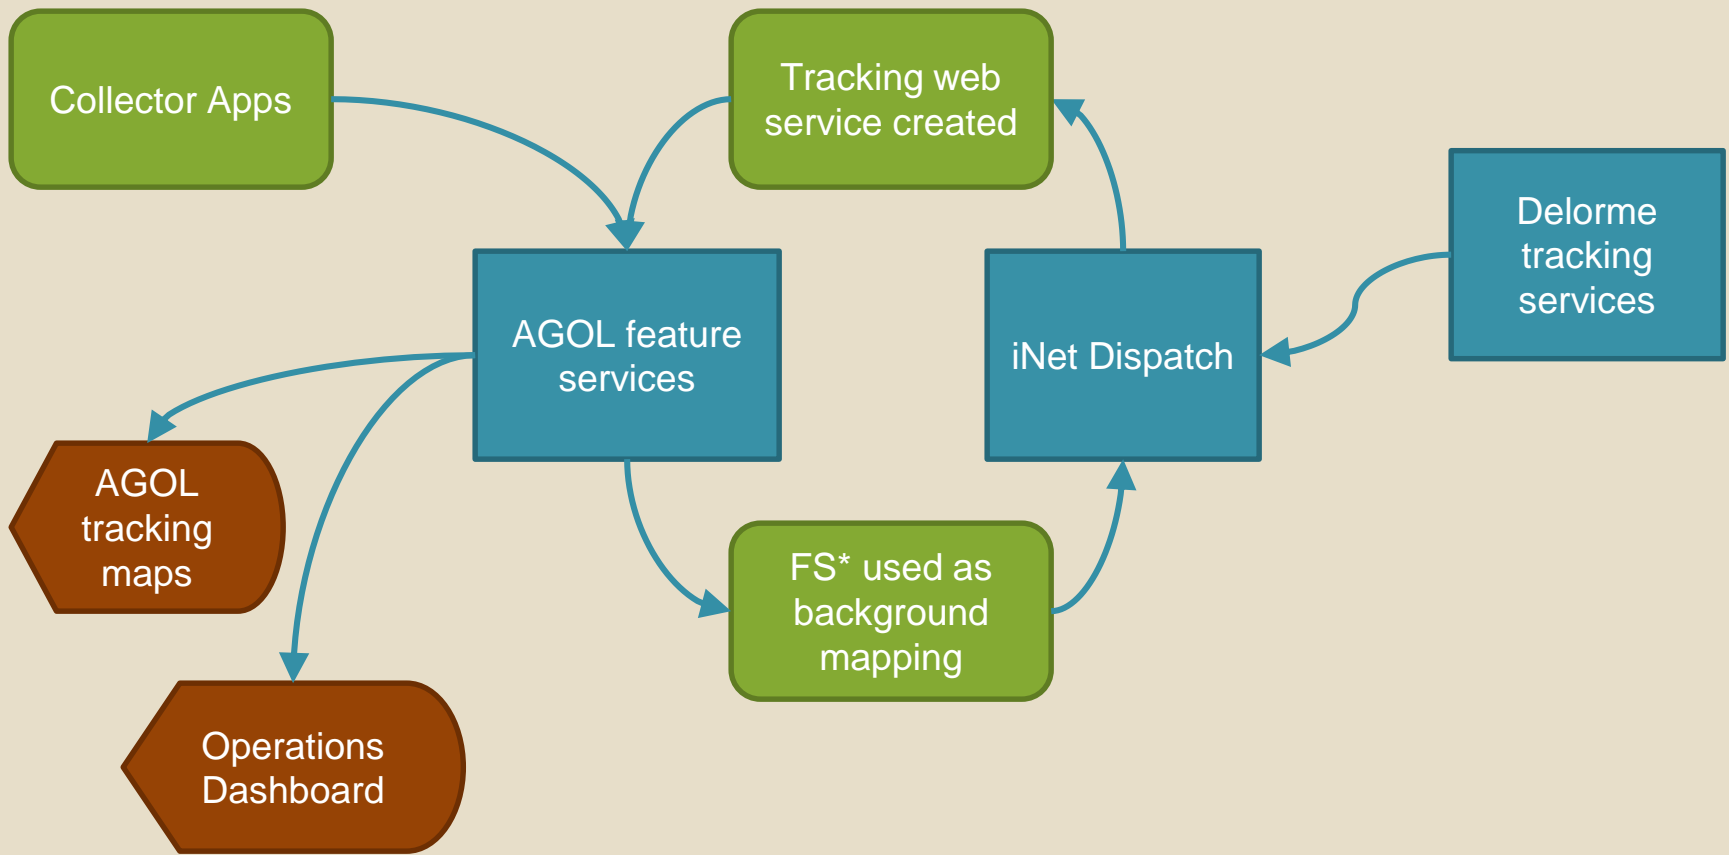 Collector Apps
Tracking web
service created
Delorme
tracking
services
AGOL feature
services
iNet Dispatch
AGOL
tracking
maps
FS* used as
background
mapping
Operations
Dashboard